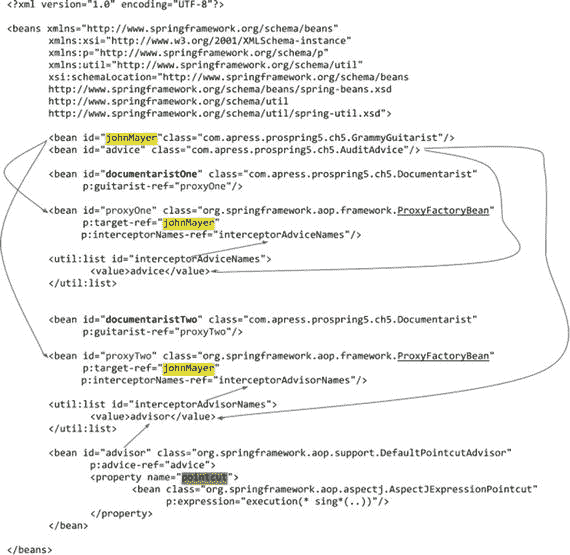 <?xml version="1.0" encoding="UTF-8"?>
<beans xmlns="http://www.springframework.org/schema/beans"
xmlns:xsi="http://www.w3.org/2001/XMLSchema-instance"
xmlns:p="http://www.springframework.org/schema/p"
xmlns:util="http://www.springframework.org/schema/util"
xsi:schemaLocation="http://www.springframework.org/schema/beans
http://www.springframework.org/schema/beans/spring-beans.xsd
http://www.springframework.org/schema/util
http://www.springframework.org/schema/util/spring-util.xsd">
<bean id="johnMayer"class="com.apress.prospring5.ch5.GrammyGuitarist"/>
<bean id="advice" class="com.apress.prospring5.ch5.AuditAdvice"/>
<bean id="documentaristOne" class="com.apress.prospring5.ch5.Documentarist"
p:guitarist-ref="proxyOne"/>
<bean id="proxyOne" class="org.springframework.aop.framework.ProxyFactoryBean"
p:target-ref="johnMayer"
p:interceptorNames-ref="interceptorAdviceNames"/>
<util:list id="interceptorAdviceNames">
<value>advice</value>
</util:list>
<bean id="documentaristTwo" class="com.apress.prospring5.ch5.Documentarist"
p:guitarist-ref="proxyTwo"/>
<bean id="proxyTwo" class="org.springframework.aop.framework.ProxyFactoryBean"
p:target-ref="johnMayer"
p:interceptorNames-ref="interceptorAdvisorNames"/>
<util:list id="interceptorAdvisorNames">
<value>advisor</value>
</util:list>
<bean id="advisor" class="org.springframework.aop.support.DefaultPointcutAdvisor"
p:advice-ref="advice">
<property name="pointcut">
<bean class="org.springframework.aop.aspectj.AspectJExpressionPointcut"
p:expression="execution(* sing*(..))"/>
</property>
</bean>
</beans>